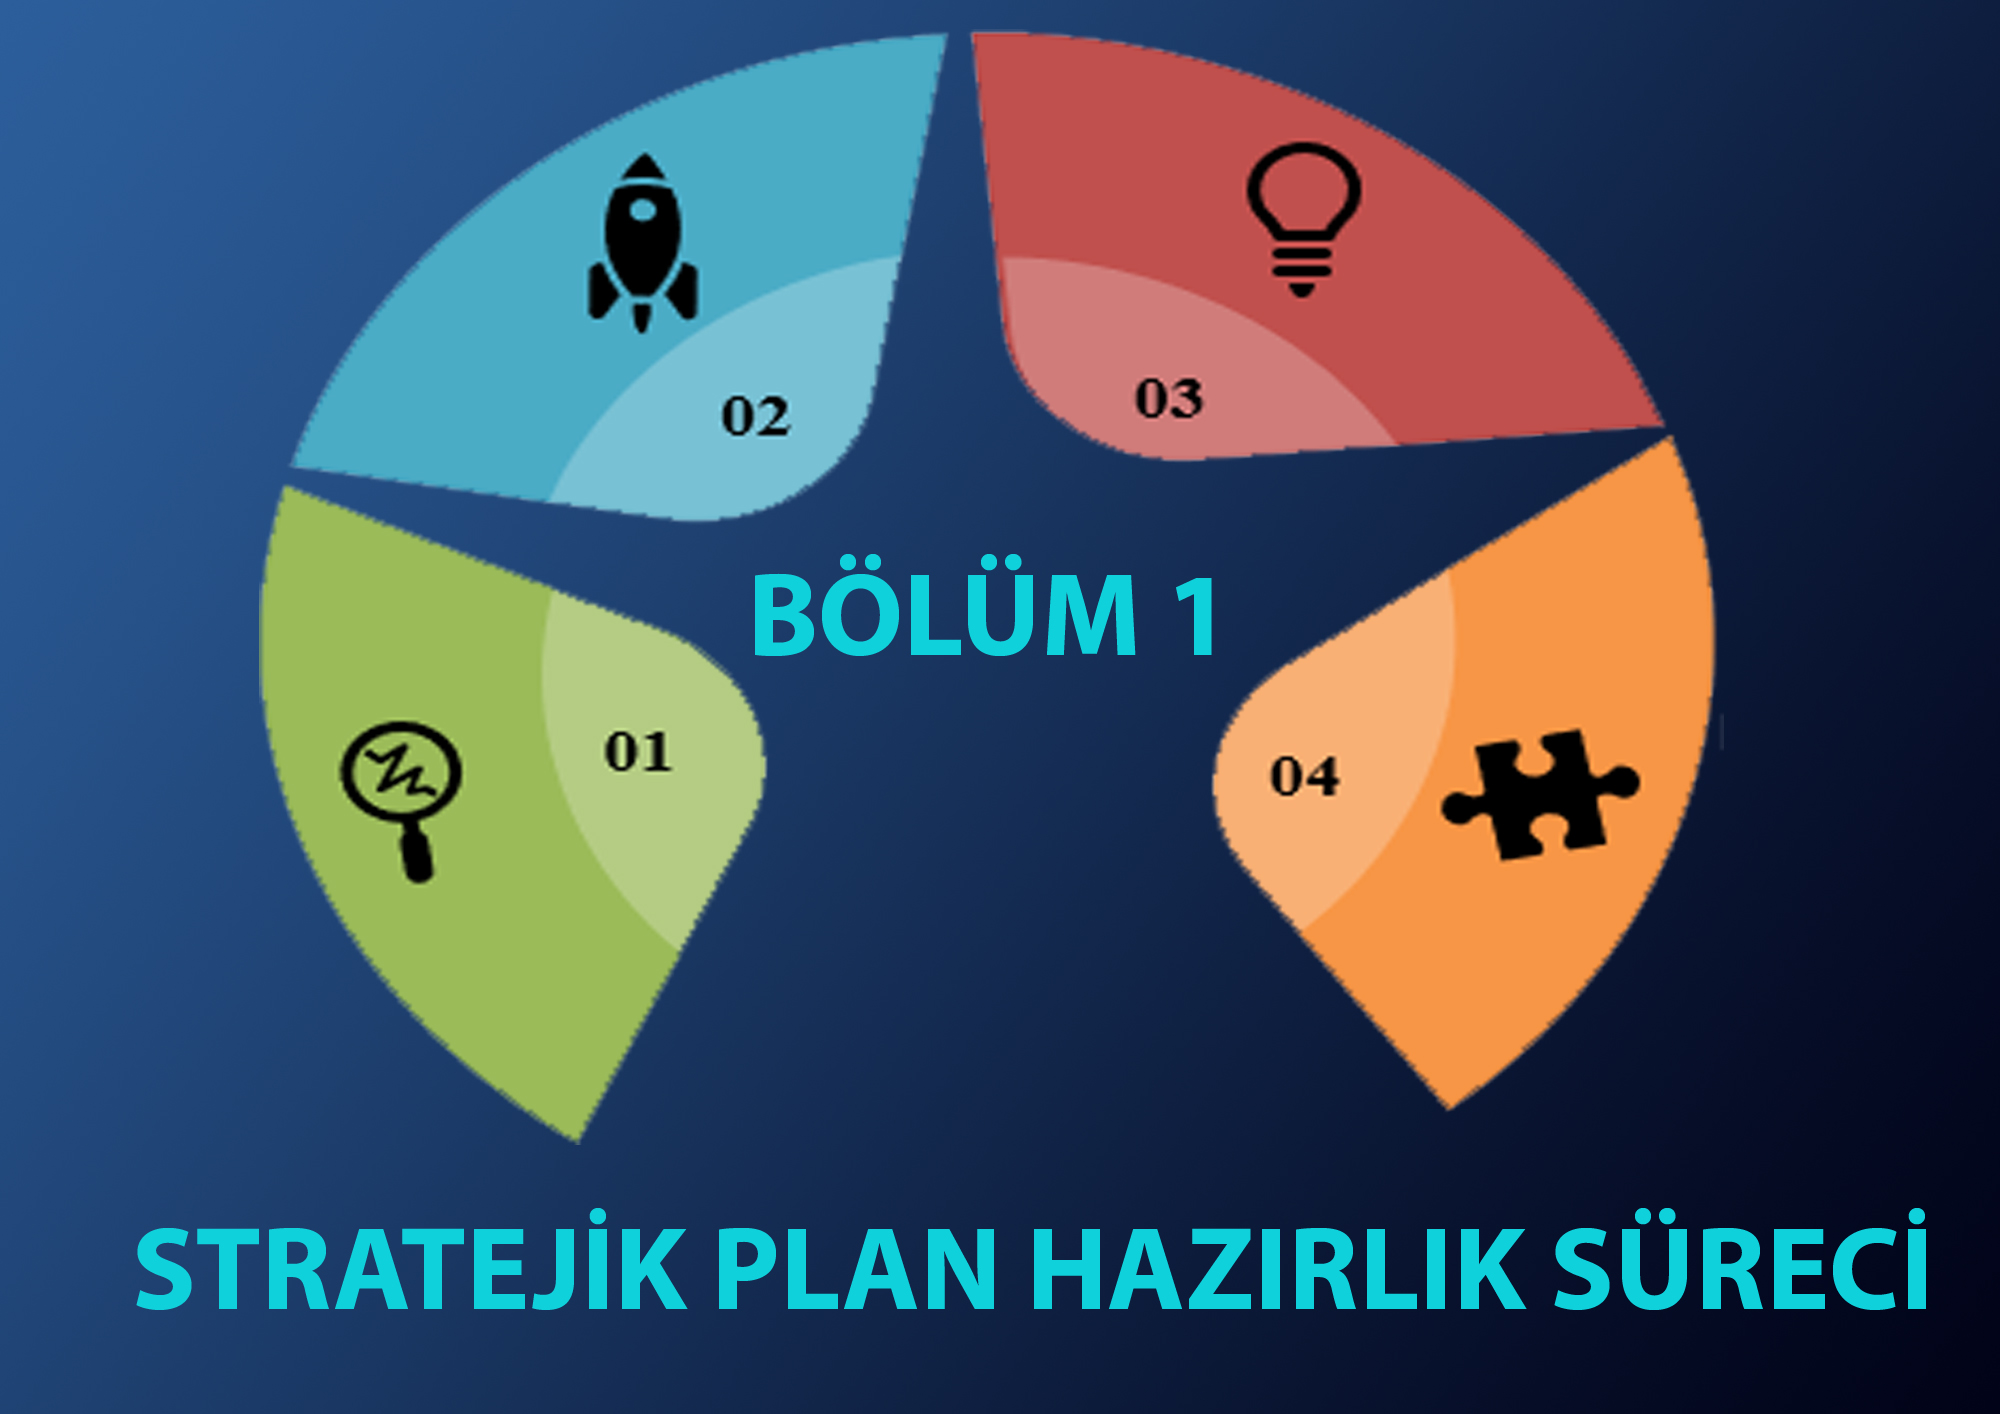 02
03
BÖLÜM 1
01
04
STRATEJİK PLAN HAZIRLIK SÜRECİ